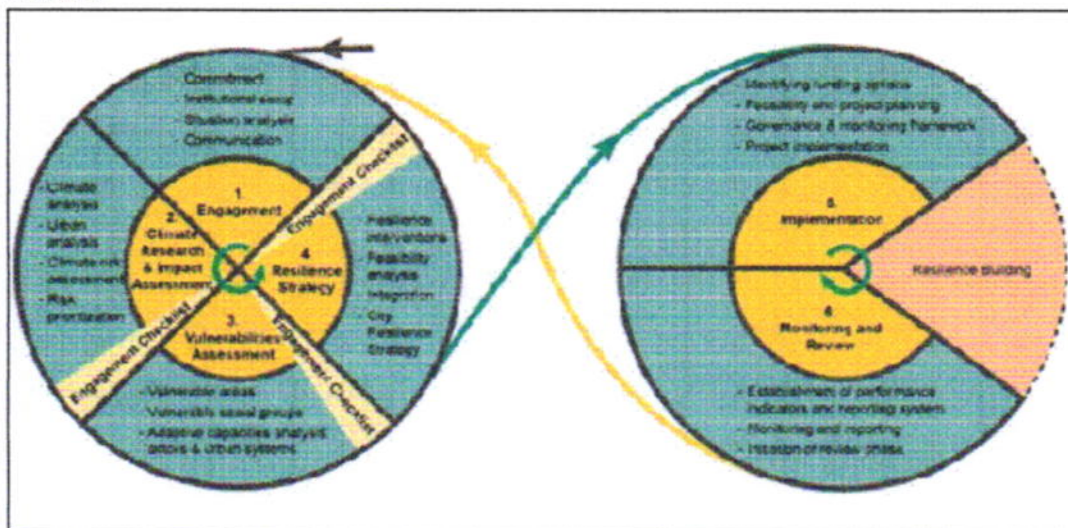 Commitment
- Institutional setup
- Situation analysis
- Communication
Engagement Checklist
1.
Engagement
- Climate
analysis
- Urban
analysis
- Climate risk
assessment
- Risk
prioritization
2.
Climate
Research
& Impact
Assessment
4
Resilience
Strategy
- Resilience
interventions
- Feasibility
analysis
- Integration
- City
Resilience
Strategy
3.
Vulnerabilities
Assessment
Engagement Checklist
Engagement Checklist
- Vulnerable areas
- Vulnerable social groups
- Adaptive capacities analysis
& Urban systems
- Identifying funding options
- Feasibility and project planning
- Governance & monitoring framework
- Project implementation
5.
Implementation
Resilience Building
6
Monitoring and
Review
- Establishment of performance
indicators and reporting system
- Monitoring and reporting
- Initiation of review phase